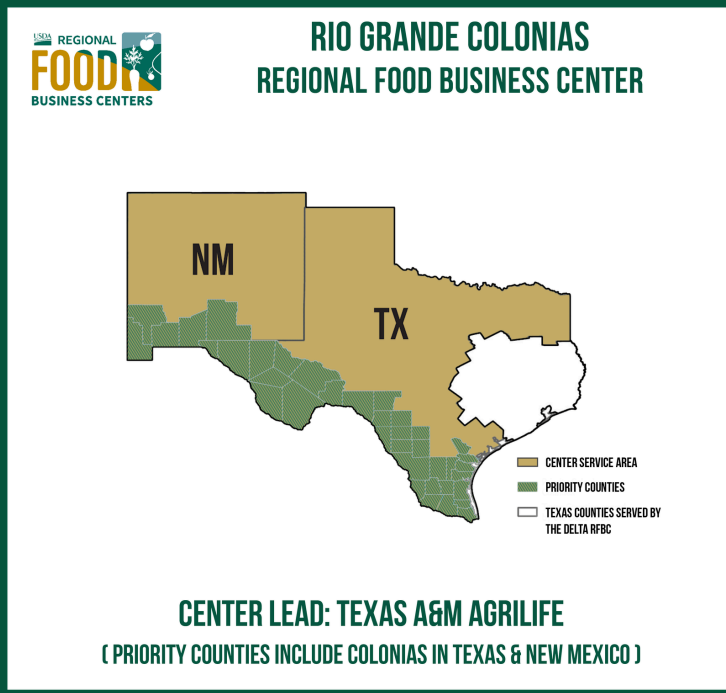 USDA REGIONAL
FOOD
BUSINESS CENTERS
RIO GRANDE COLONIAS
REGIONAL FOOD BUSINESS CENTER
NM
TX
CENTER SERVICE AREA
PRIORITY COUNTIES
TEXAS COUNTIES SERVED BY
THE DELTA RFBC
CENTER LEAD: TEXAS A&M AGRILIFE
( PRIORITY COUNTIES INCLUDE COLONIAS IN TEXAS & NEW MEXICO )